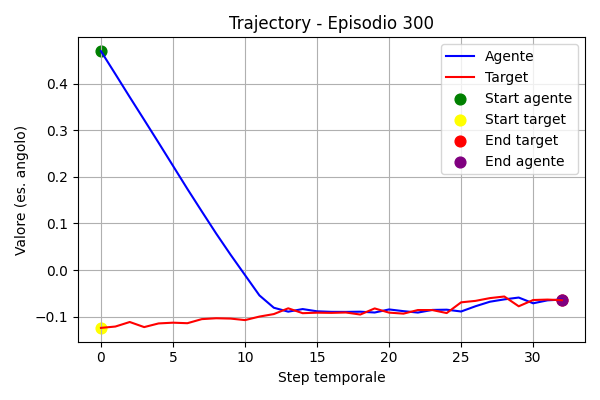 Trajectory - Episodio 300
Valore (es. angolo)
0.4
0.3
0.2
0.1
0.0
−0.1
0
5
10
15
20
25
30
Step temporale
Agente
Target
Start agente
Start target
End target
End agente